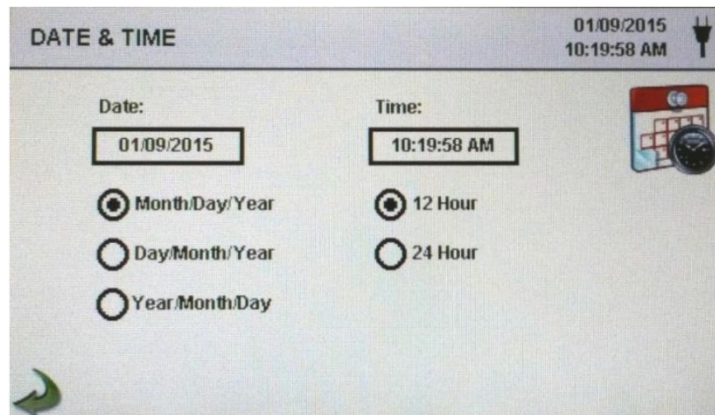 DATE & TIME
01/09/2015
10:19:58 AM
Date:
Time:
01/09/2015
10:19:58 AM
Month/Day/Year
12 Hour
Day/Month/Year
24 Hour
Year/Month/Day